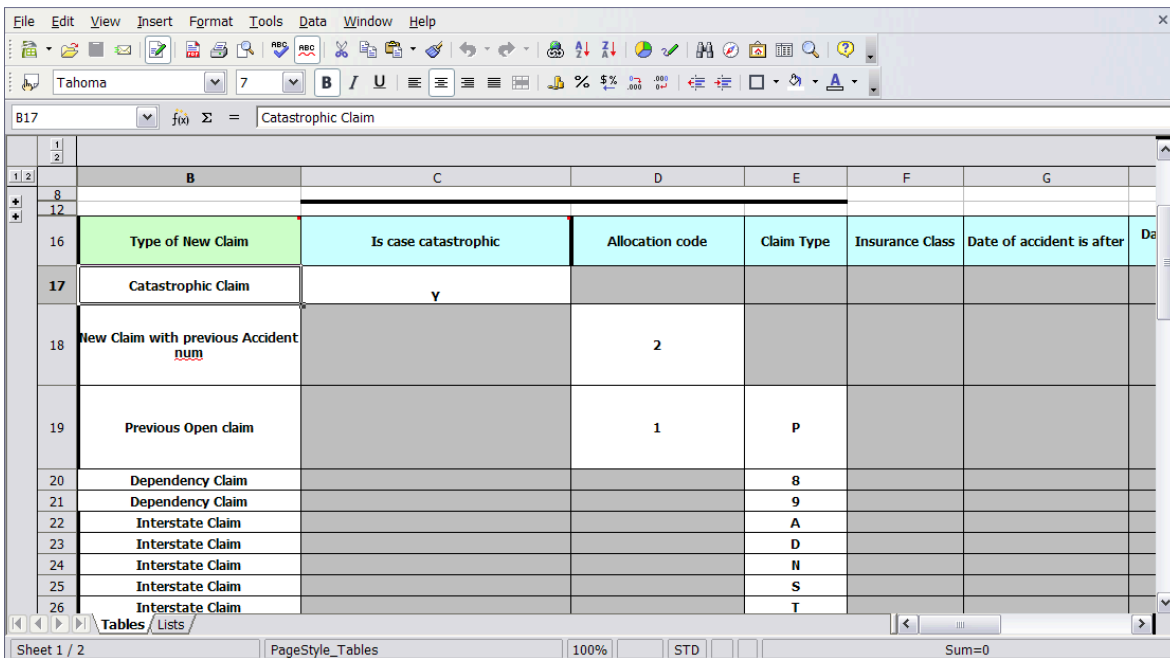 File Edit View Insert Format Tools Data Window Help
Tahoma 7 B I U
B17 f(x) Σ = Catastrophic Claim
1
2
1 2 B C D E F G
8
12
16 Type of New Claim Is case catastrophic Allocation code Claim Type Insurance Class Date of accident is after Da
17 Catastrophic Claim Y
18 New Claim with previous Accident num 2
19 Previous Open claim 1 P
20 Dependency Claim 8
21 Dependency Claim 9
22 Interstate Claim A
23 Interstate Claim D
24 Interstate Claim N
25 Interstate Claim S
26 Interstate Claim T
Tables Lists
Sheet 1 / 2 PageStyle_Tables 100% STD Sum=0